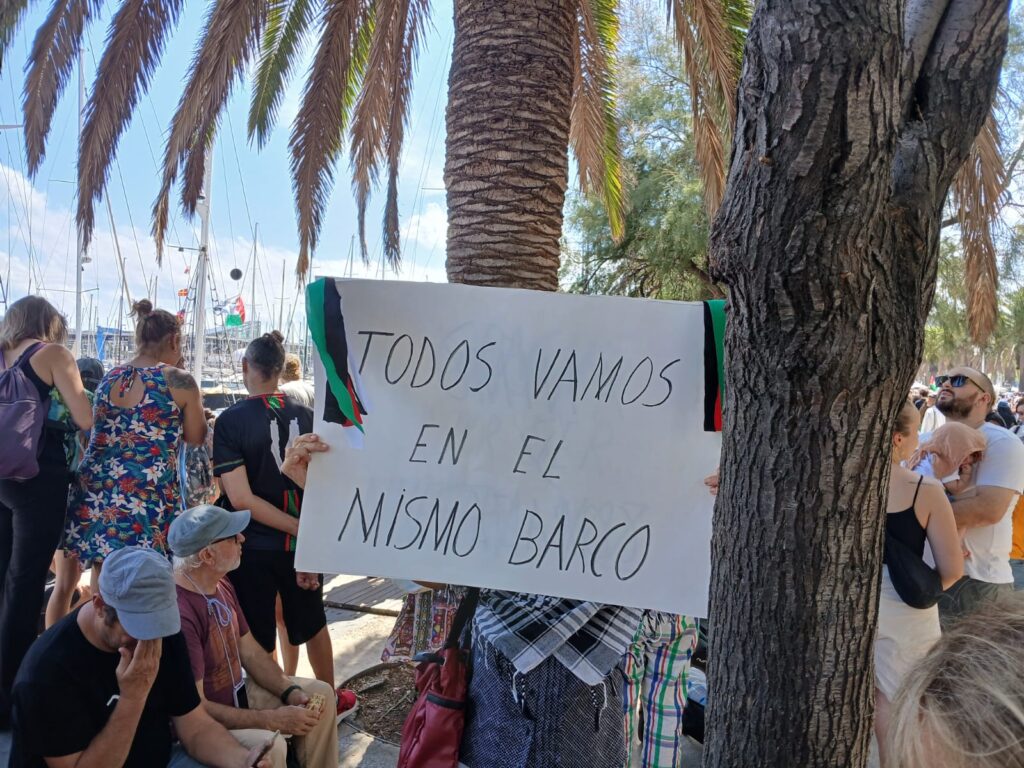 TODOS VAMOS
EN EL
MISMO BARCO